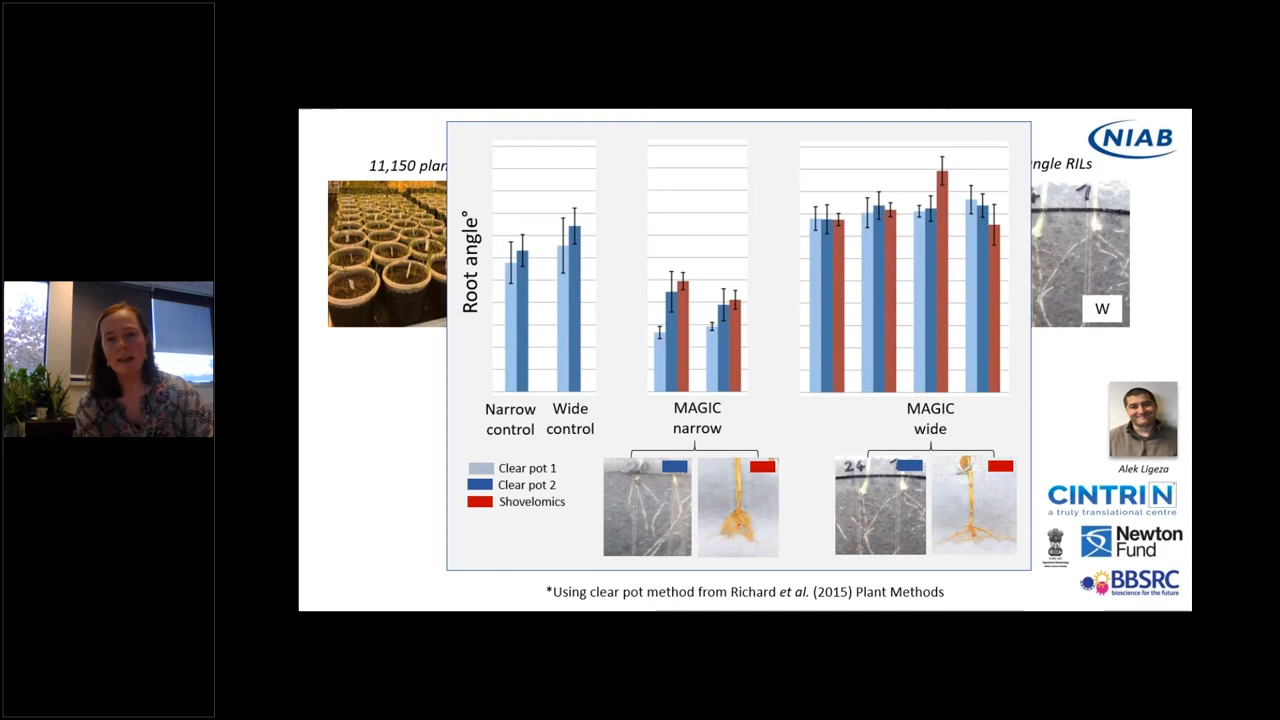 NIAB
11,150 plan
ngle RILs
Root angle°
W
Narrow
control
Wide
control
MAGIC
narrow
MAGIC
wide
Clear pot 1
Clear pot 2
Shovelomics
24
Alek Ligeza
CINTRIN
a truly translational centre
Newton
Fund
BBSRC
bioscience for the future
*Using clear pot method from Richard et al. (2015) Plant Methods